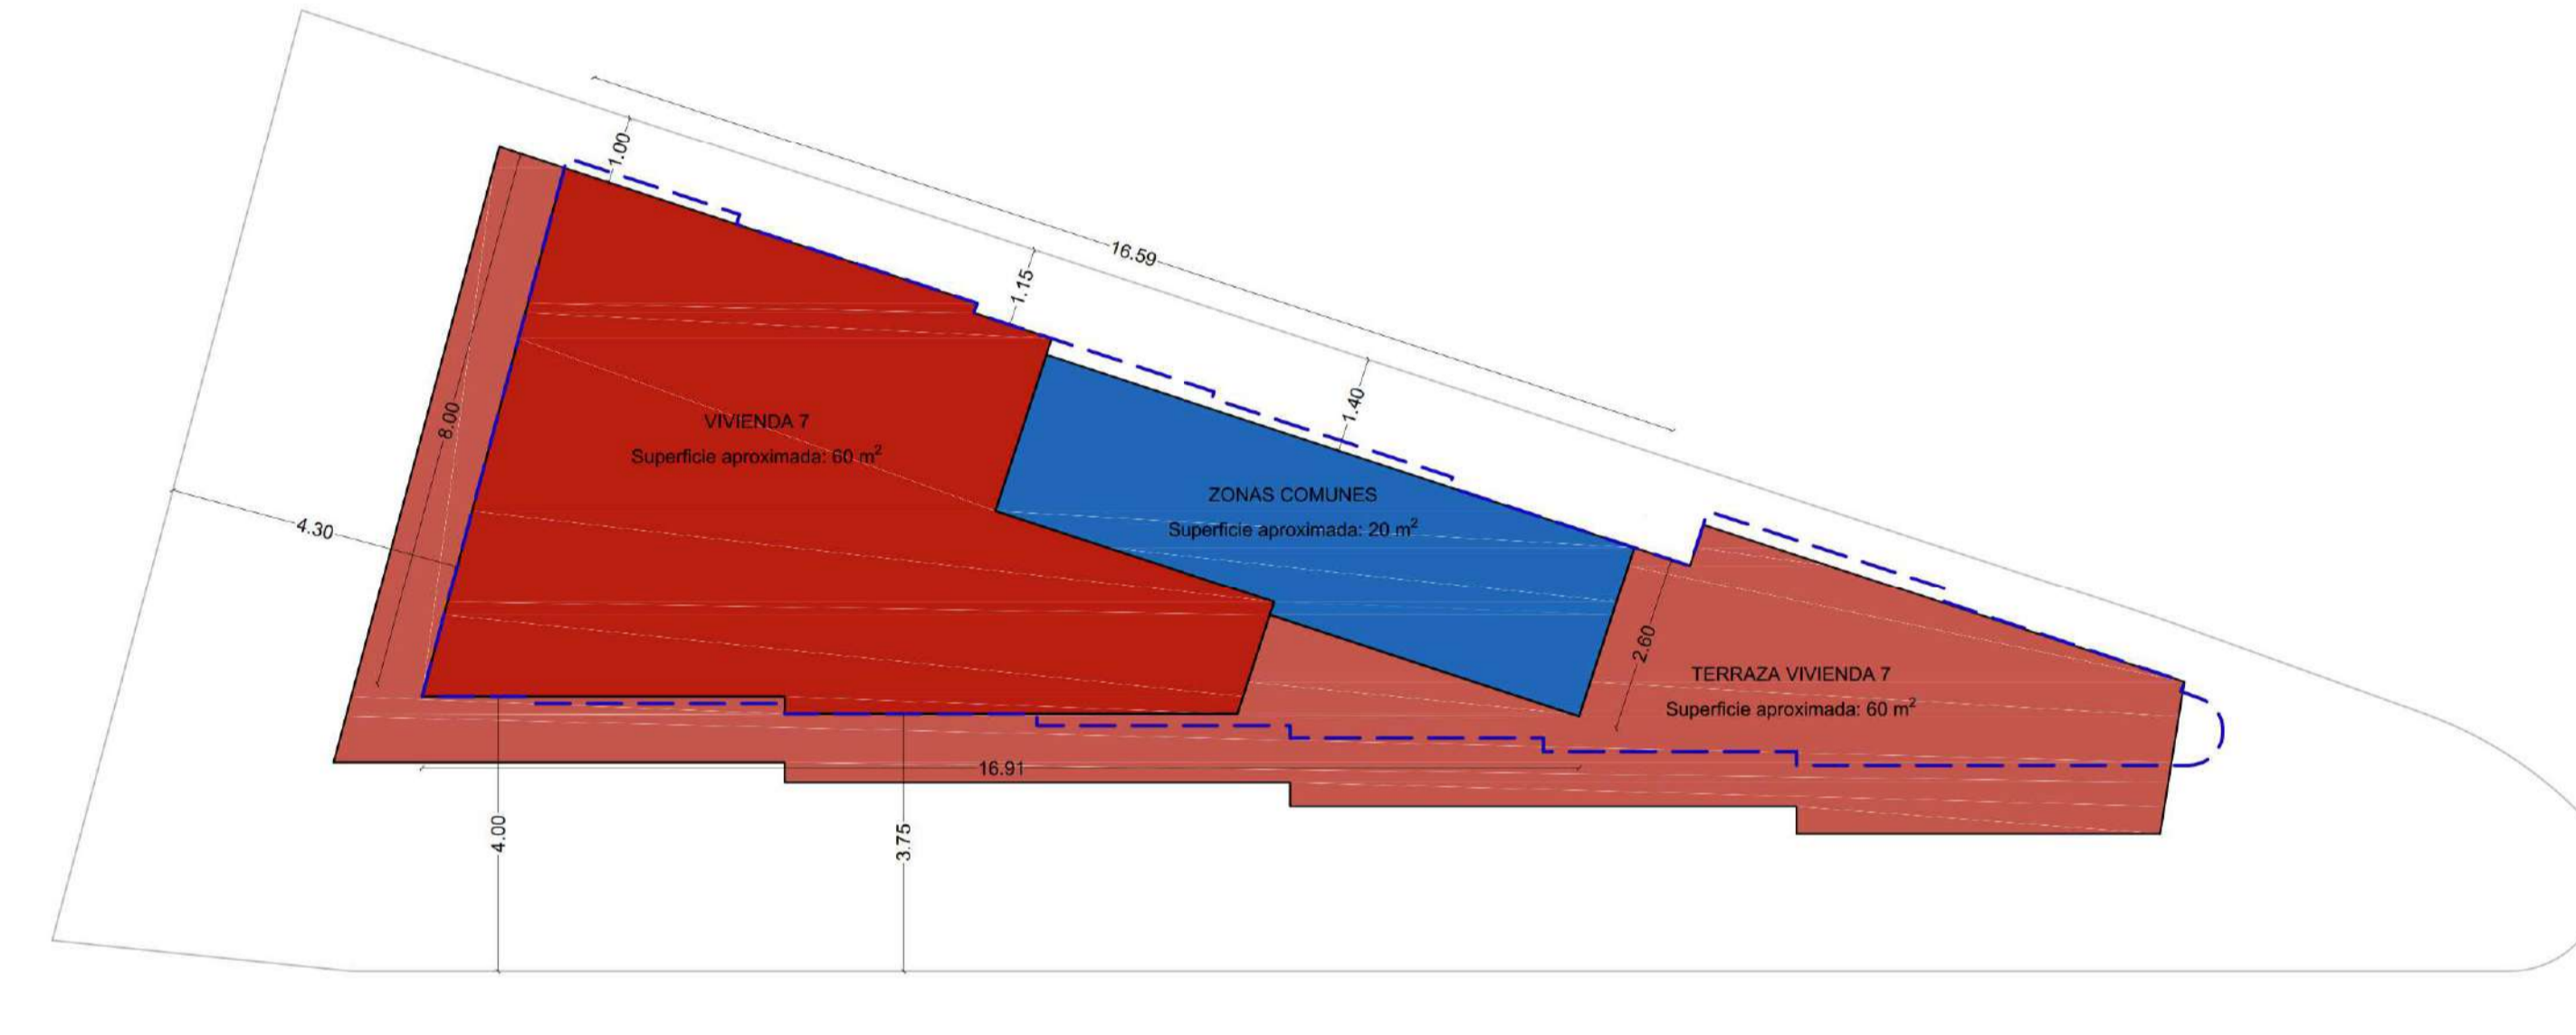 1.00
16.59
1.15
1.40
8.00
VIVIENDA 7
Superficie aproximada: 60 m²
ZONAS COMUNES
Superficie aproximada: 20 m²
4.30
2.60
TERRAZA VIVIENDA 7
Superficie aproximada: 60 m²
16.91
4.00
3.75